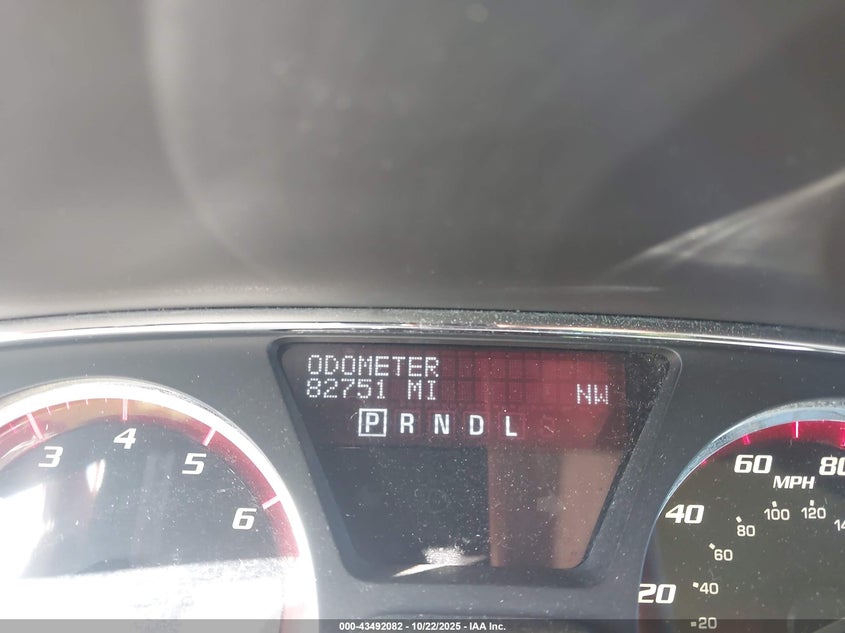 ODOMETER
82751 MI NW
P R N D L
3 4 5 6
20 40 60 80
MPH
20 40 60 80 100 120
000-43492082 - 10/22/2025 - IAA Inc.